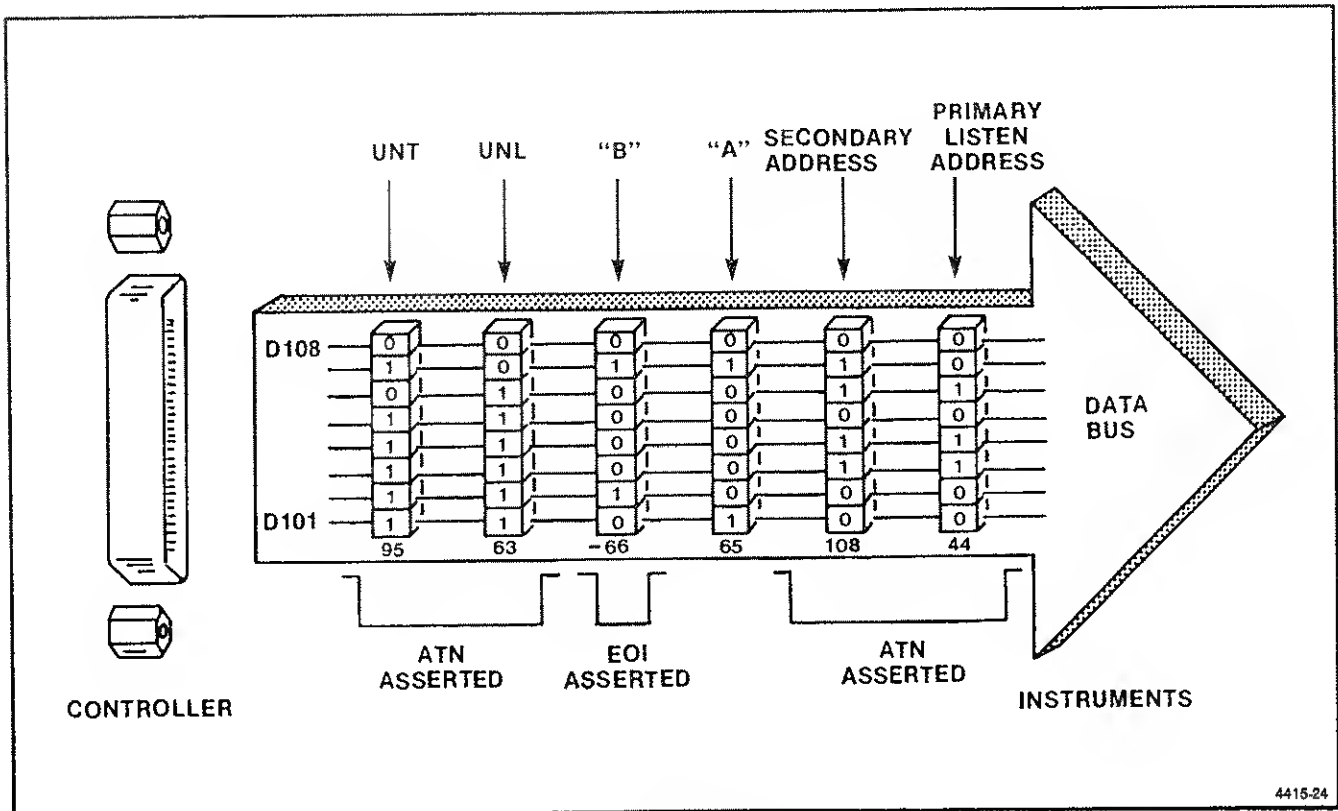 UNT UNL “B” “A” SECONDARY ADDRESS PRIMARY LISTEN ADDRESS
D108 0 0 0 0 0 0
1 0 1 1 1 0
0 1 0 0 1 1
1 1 0 0 0 0
1 1 0 0 1 1
1 1 0 0 1 1
1 1 1 0 0 0
D101 1 1 0 1 0 0
95 63 -66 65 108 44
DATA
BUS
ATN
ASSERTED
EOI
ASSERTED
ATN
ASSERTED
CONTROLLER
INSTRUMENTS
4415-24